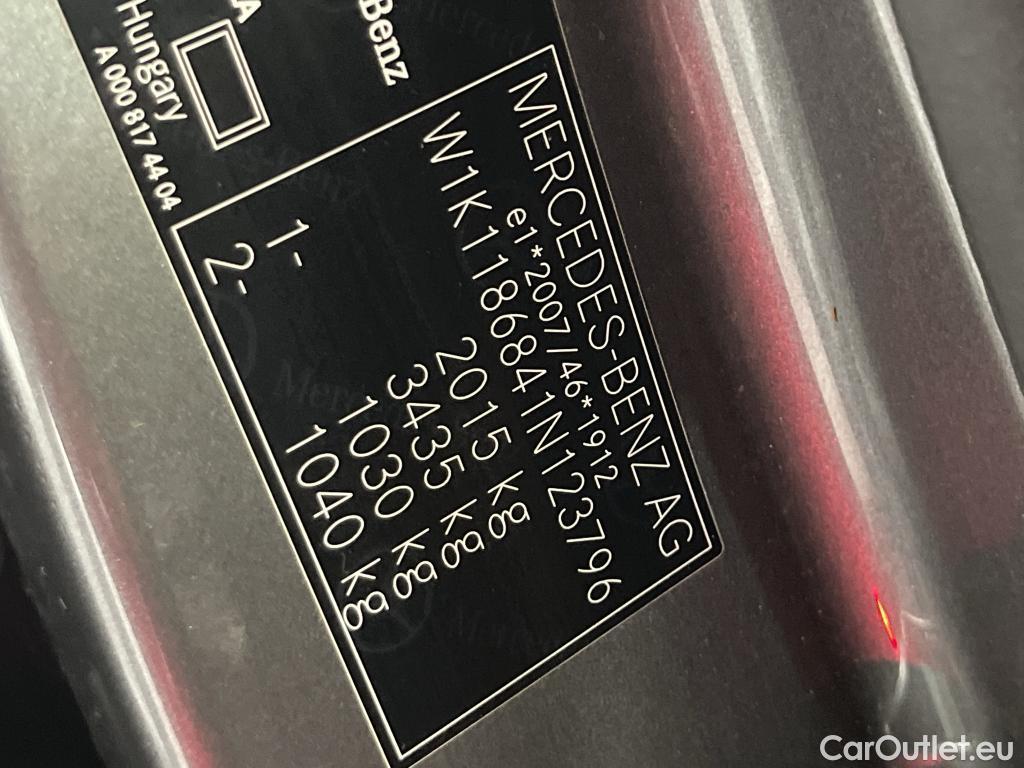 Benz
A
Hungary
A 000 817 44 04
MERCEDES-BENZ AG
e1*2007/46*1912
W1K1186841N123796
2015 kg
3435 kg
1- 1030 kg
2- 1040 kg
CarOutlet.eu